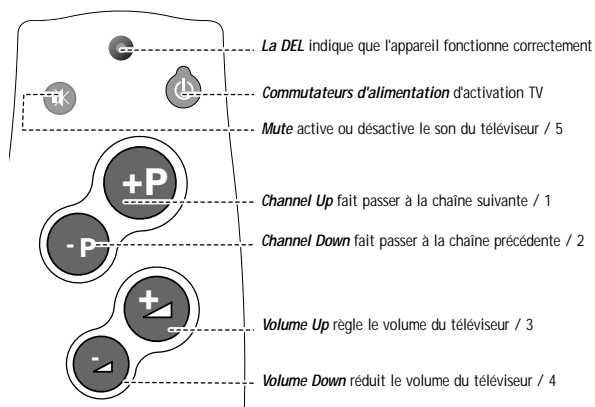 La DEL indique que l'appareil fonctionne correctement
Commutateurs d'alimentation d'activation TV
Mute active ou désactive le son du téléviseur / 5
+P
Channel Up fait passer à la chaîne suivante / 1
- P
Channel Down fait passer à la chaîne précédente / 2
+
Volume Up règle le volume du téléviseur / 3
-
Volume Down réduit le volume du téléviseur / 4